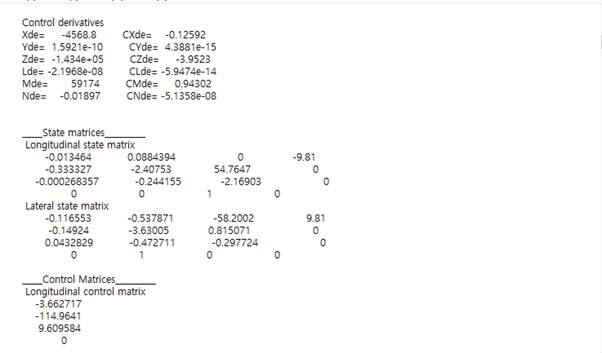 Control derivatives
Xde= -4568.8 CXde= -0.12592
Yde= 1.5921e-10 CYde= 4.3881e-15
Zde= -1.434e+05 CZde= -3.9523
Lde= -2.1968e-08 CLde= -5.9474e-14
Mde= 59174 CMde= 0.94302
Nde= -0.01897 CNde= -5.1358e-08
____State matrices________
Longitudinal state matrix
-0.013464 0.0884394 0 -9.81
-0.333327 -2.40753 54.7647 0
-0.000268357 -0.244155 -2.16903 0
0 0 1 0
Lateral state matrix
-0.116553 -0.537871 -58.2002 9.81
-0.14924 -3.63005 0.815071 0
0.0432829 -0.472711 -0.297724 0
0 1 0 0
____Control Matrices________
Longitudinal control matrix
-3.662717
-114.9641
9.609584
0